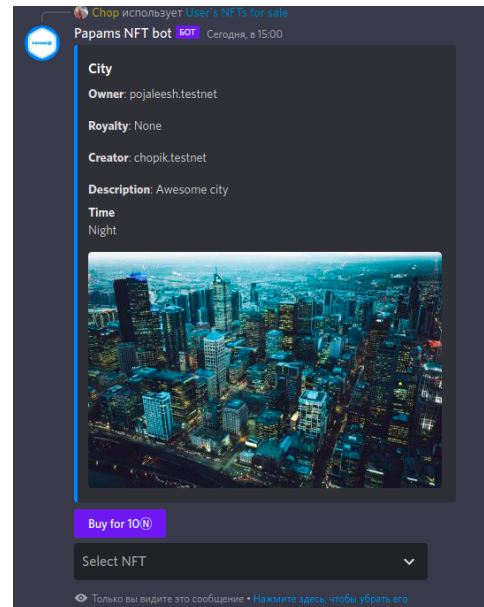 Chop использует User's NFTs for sale
Papams NFT bot БОТ Сегодня, в 15:00
City
Owner: pojaleesh.testnet
Royalty: None
Creator: chopik.testnet
Description: Awesome city
Time
Night
Buy for 10Ⓝ
Select NFT
Только вы видите это сообщение • Нажмите здесь, чтобы убрать его